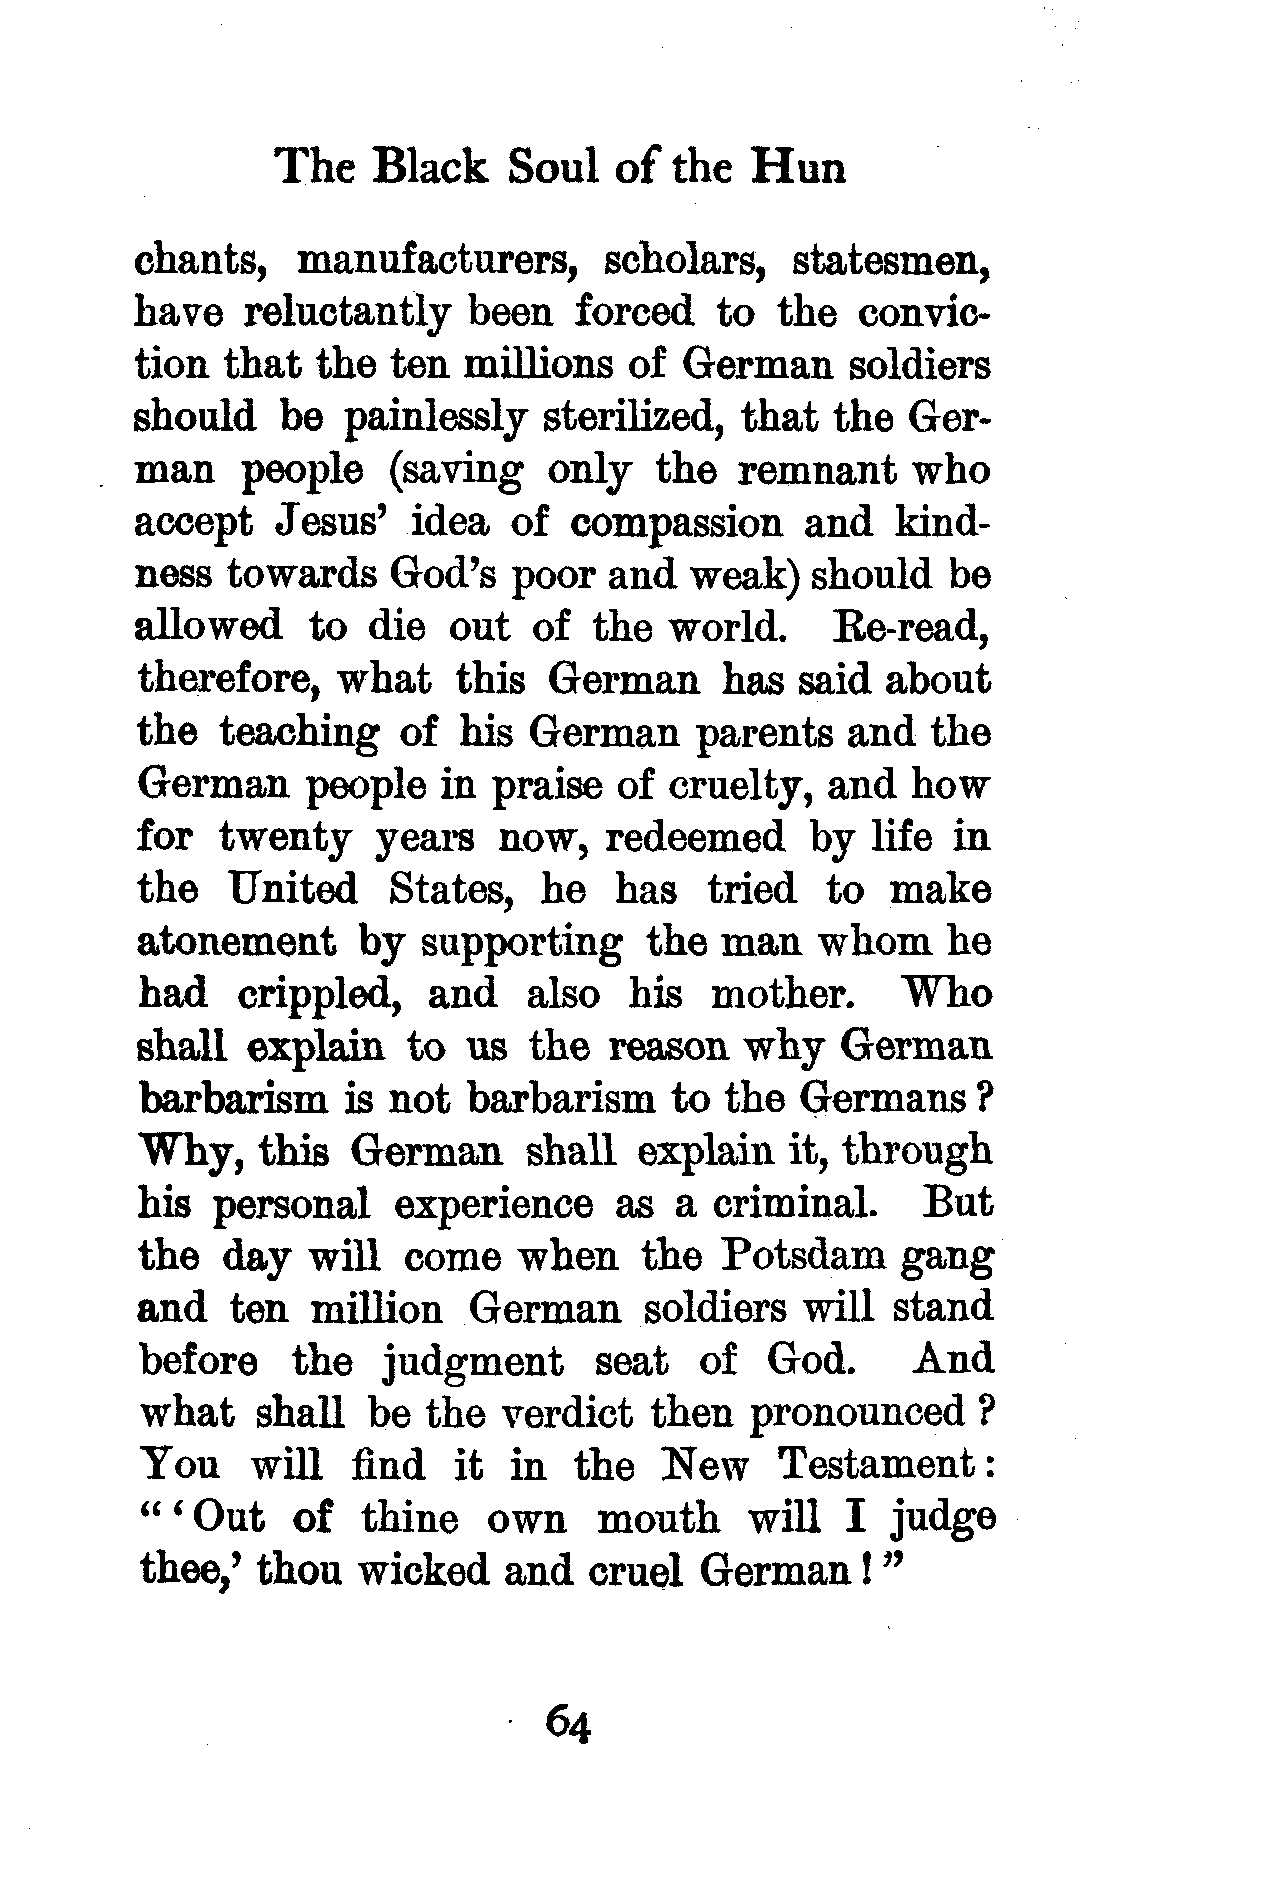 The Black Soul of the Hun
chants, manufacturers, scholars, statesmen,
have reluctantly been forced to the convic-
tion that the ten millions of German soldiers
should be painlessly sterilized, that the Ger-
man people (saving only the remnant who
accept Jesus' idea of compassion and kind-
ness towards God's poor and weak) should be
allowed to die out of the world. Re-read,
therefore, what this German has said about
the teaching of his German parents and the
German people in praise of cruelty, and how
for twenty years now, redeemed by life in
the United States, he has tried to make
atonement by supporting the man whom he
had crippled, and also his mother. Who
shall explain to us the reason why German
barbarism is not barbarism to the Germans?
Why, this German shall explain it, through
his personal experience as a criminal. But
the day will come when the Potsdam gang
and ten million German soldiers will stand
before the judgment seat of God. And
what shall be the verdict then pronounced?
You will find it in the New Testament:
"'Out of thine own mouth will I judge
thee,' thou wicked and cruel German!"
64